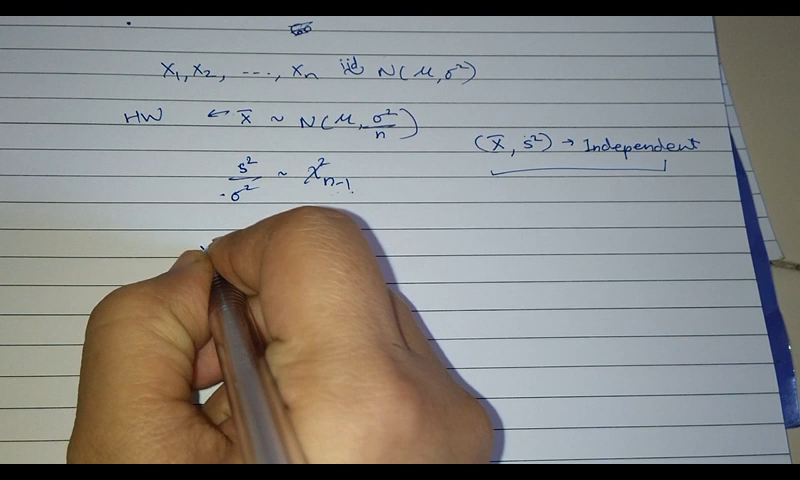 X₁, X₂, ...., Xₙ iid N(μ, σ²)
HW ← X̄ ~ N(μ, σ²/n)
(X̄, s²) → Independent
s²/σ² ~ χ²ₙ₋₁